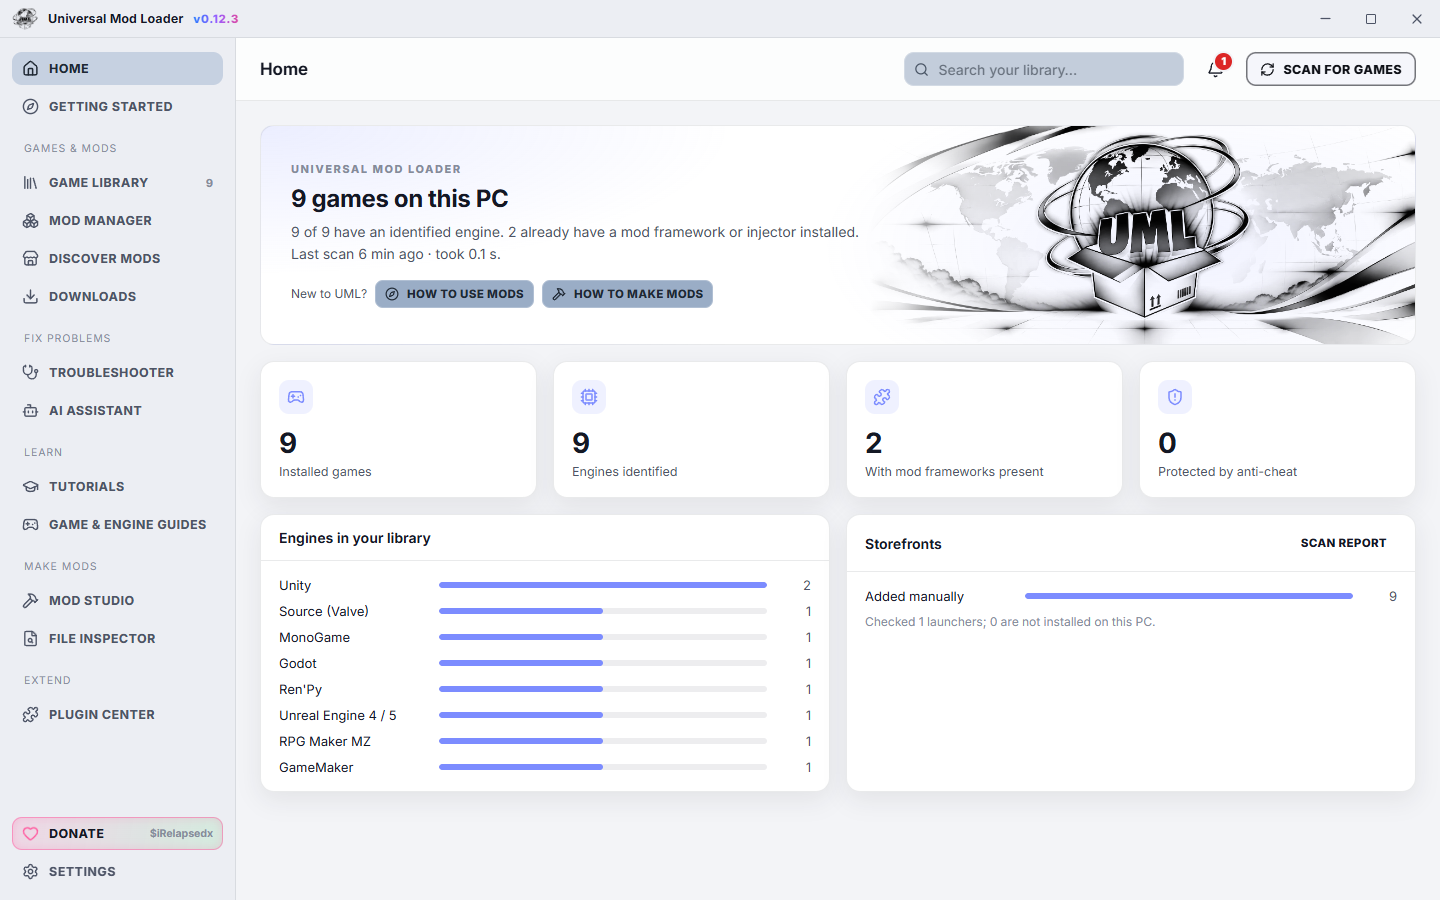 Universal Mod Loader v0.12.3
HOME
GETTING STARTED
GAMES & MODS
GAME LIBRARY 9
MOD MANAGER
DISCOVER MODS
DOWNLOADS
FIX PROBLEMS
TROUBLESHOOTER
AI ASSISTANT
LEARN
TUTORIALS
GAME & ENGINE GUIDES
MAKE MODS
MOD STUDIO
FILE INSPECTOR
EXTEND
PLUGIN CENTER
DONATE $iRelapsedx
SETTINGS
Home
Search your library...
1
SCAN FOR GAMES
UNIVERSAL MOD LOADER
9 games on this PC
9 of 9 have an identified engine. 2 already have a mod framework or injector installed.
Last scan 6 min ago · took 0.1 s.
New to UML? HOW TO USE MODS HOW TO MAKE MODS
UML
9
Installed games
9
Engines identified
2
With mod frameworks present
0
Protected by anti-cheat
Engines in your library
Unity 2
Source (Valve) 1
MonoGame 1
Godot 1
Ren'Py 1
Unreal Engine 4 / 5 1
RPG Maker MZ 1
GameMaker 1
Storefronts SCAN REPORT
Added manually 9
Checked 1 launchers; 0 are not installed on this PC.